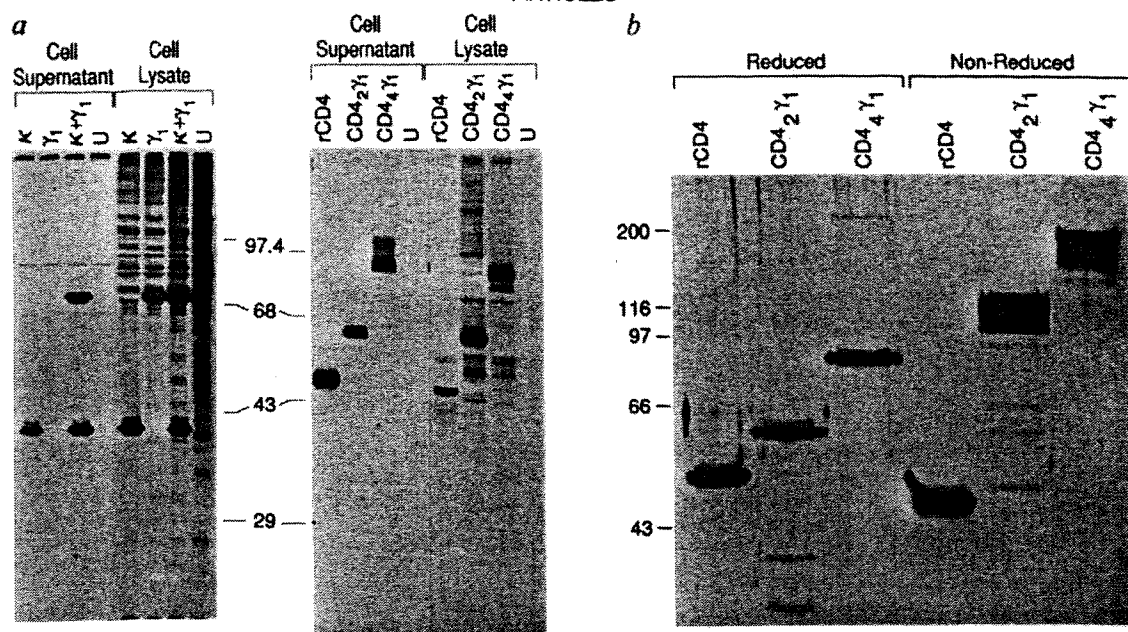 a
Cell Supernatant
Cell Lysate
κ γ₁ κ+γ₁ U κ γ₁ κ+γ₁ U
97.4
68
43
29
Cell Supernatant
Cell Lysate
rCD4 CD4₂γ₁ CD4₄γ₁ U rCD4 CD4₂γ₁ CD4₄γ₁ U
b
Reduced
Non-Reduced
rCD4 CD4₂γ₁ CD4₄γ₁ rCD4 CD4₂γ₁ CD4₄γ₁
200
116
97
66
43